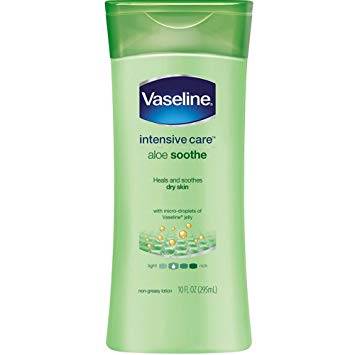 Vaseline.
intensive care™
aloe soothe
Heals and soothes
dry skin
with micro-droplets of
Vaseline® jelly
light rich
non-greasy lotion 10 FL OZ (295mL)